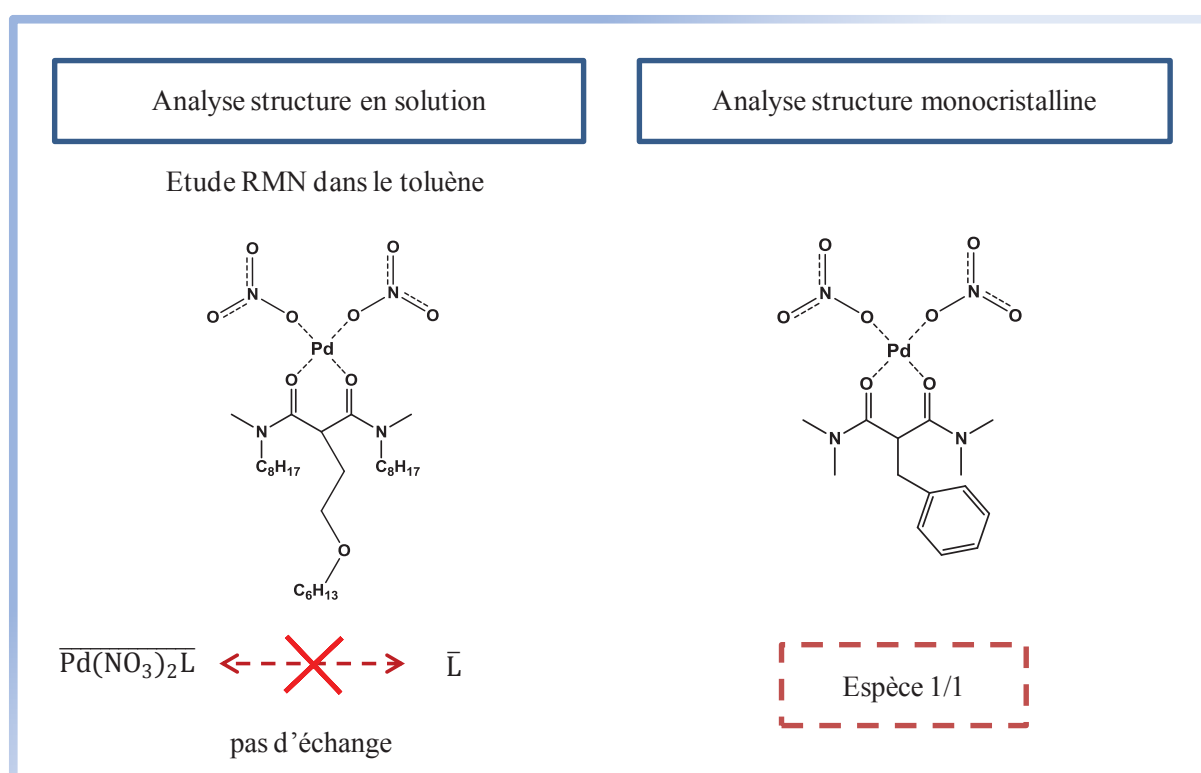 Analyse structure en solution
Analyse structure monocristalline
Etude RMN dans le toluène
O O
N N
O O O O
Pd
O O
N N
C8H17 C8H17
O
C6H13
O O
N N
O O O O
Pd
O O
N N
Pd(NO3)2L L
pas d'échange
Espèce 1/1